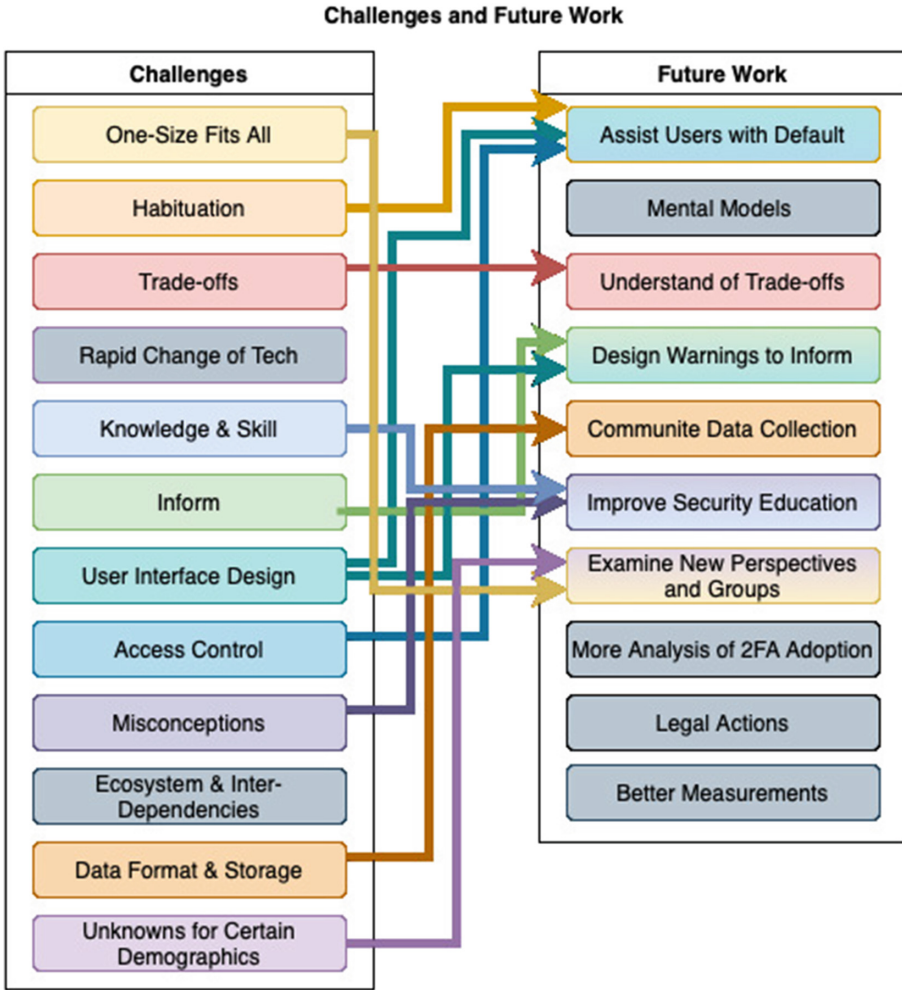 Challenges and Future Work
Challenges
One-Size Fits All
Habituation
Trade-offs
Rapid Change of Tech
Knowledge & Skill
Inform
User Interface Design
Access Control
Misconceptions
Ecosystem & Inter-
Dependencies
Data Format & Storage
Unknowns for Certain
Demographics
Future Work
Assist Users with Default
Mental Models
Understand of Trade-offs
Design Warnings to Inform
Communite Data Collection
Improve Security Education
Examine New Perspectives
and Groups
More Analysis of 2FA Adoption
Legal Actions
Better Measurements